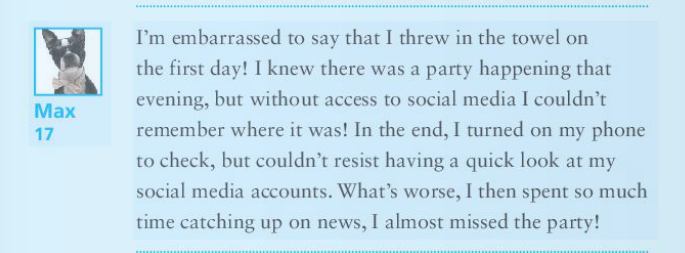 I'm embarrassed to say that I threw in the towel on
the first day! I knew there was a party happening that
evening, but without access to social media I couldn't
remember where it was! In the end, I turned on my phone
to check, but couldn't resist having a quick look at my
social media accounts. What's worse, I then spent so much
time catching up on news, I almost missed the party!
Max
17